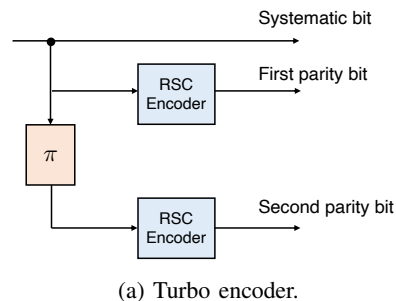 Systematic bit
First parity bit
RSC
Encoder
π
Second parity bit
RSC
Encoder
(a) Turbo encoder.